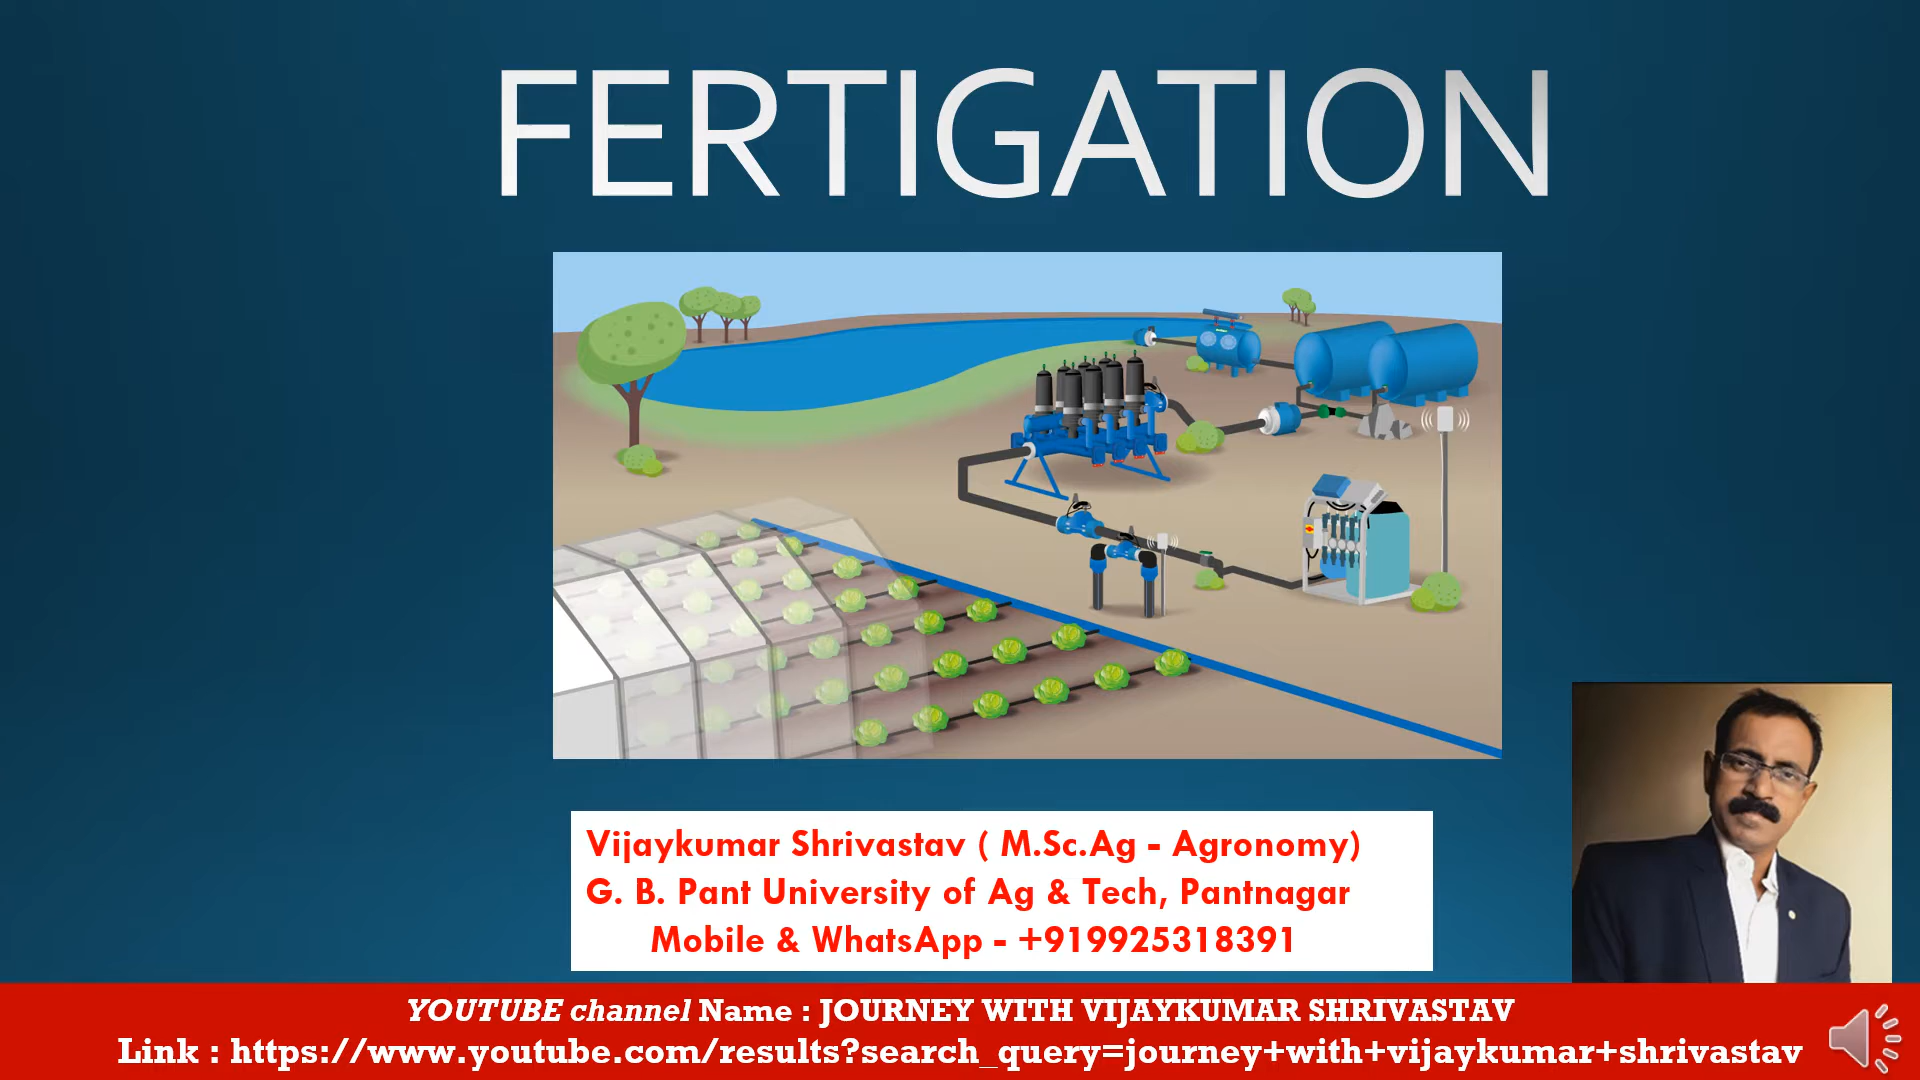 FERTIGATION
Vijaykumar Shrivastav ( M.Sc.Ag - Agronomy)
G. B. Pant University of Ag & Tech, Pantnagar
Mobile & WhatsApp - +919925318391
YOUTUBE channel Name : JOURNEY WITH VIJAYKUMAR SHRIVASTAV
Link : https://www.youtube.com/results?search_query=journey+with+vijaykumar+shrivastav